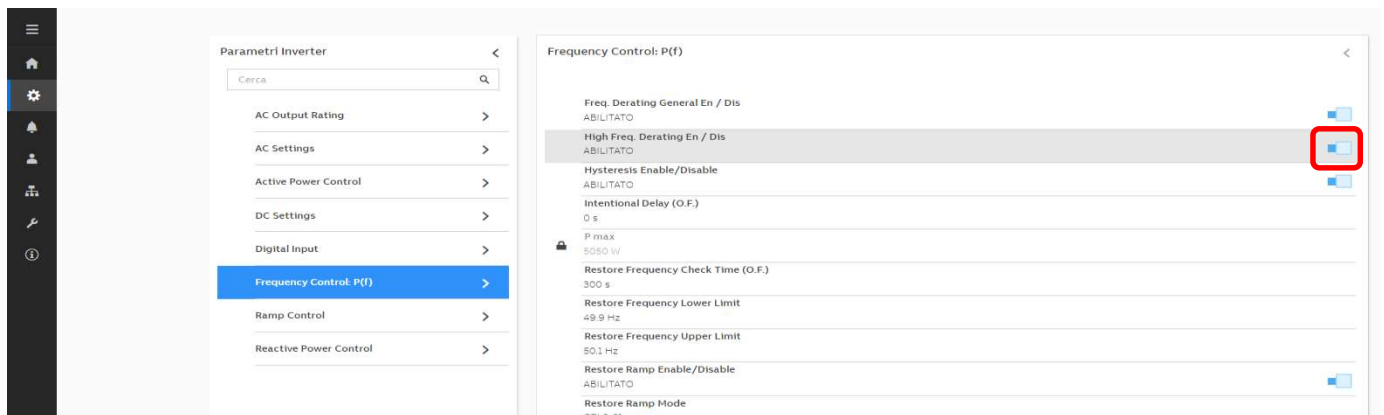 Parametri Inverter
Cerca
AC Output Rating
AC Settings
Active Power Control
DC Settings
Digital Input
Frequency Control: P(f)
Ramp Control
Reactive Power Control
Frequency Control: P(f)
Freq. Derating General En / Dis
ABILITATO
High Freq. Derating En / Dis
ABILITATO
Hysteresis Enable/Disable
ABILITATO
Intentional Delay (O.F.)
0 s
P max
5050 W
Restore Frequency Check Time (O.F.)
300 s
Restore Frequency Lower Limit
49.9 Hz
Restore Frequency Upper Limit
50.1 Hz
Restore Ramp Enable/Disable
ABILITATO
Restore Ramp Mode